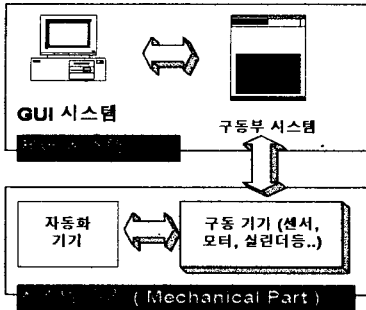 GUI 시스템
구동부 시스템
자동화
기기
구동 기기 (센서,
모터, 실린더등..)
( Mechanical Part )